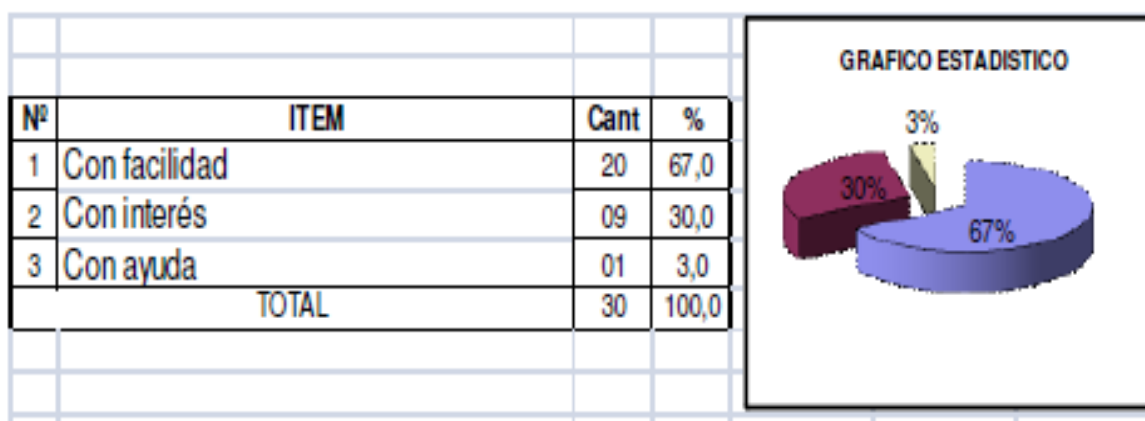 Nº ITEM Cant %
1 Con facilidad 20 67,0
2 Con interés 09 30,0
3 Con ayuda 01 3,0
TOTAL 30 100,0
GRAFICO ESTADISTICO
3%
30%
67%